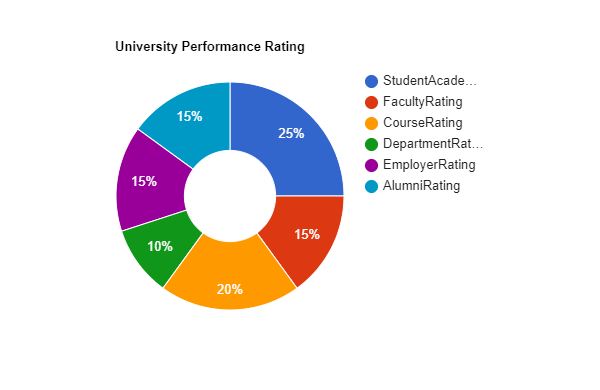 University Performance Rating
StudentAcade...
FacultyRating
CourseRating
DepartmentRat...
EmployerRating
AlumniRating
15%
25%
15%
15%
10%
20%